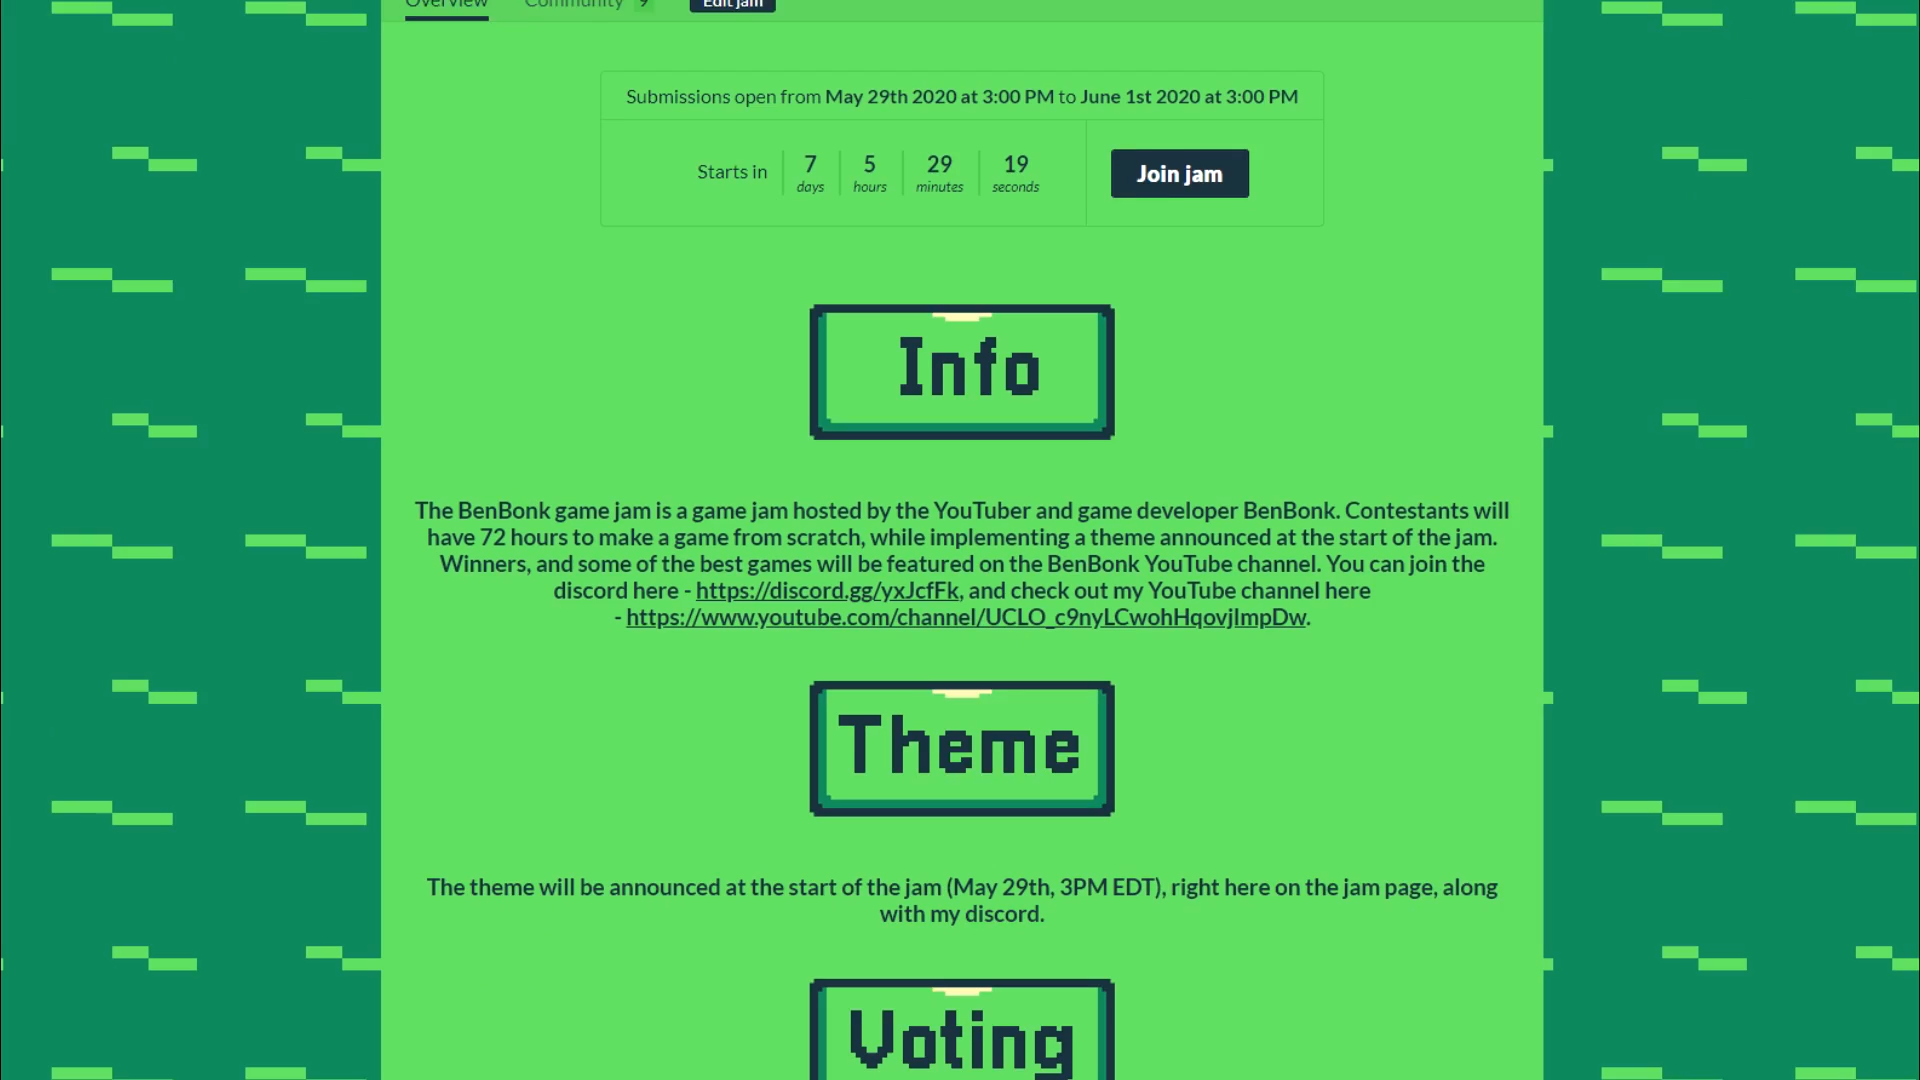 Overview Community 9 Edit jam
Submissions open from May 29th 2020 at 3:00 PM to June 1st 2020 at 3:00 PM
Starts in 7 days 5 hours 29 minutes 19 seconds
Join jam
Info
The BenBonk game jam is a game jam hosted by the YouTuber and game developer BenBonk. Contestants will
have 72 hours to make a game from scratch, while implementing a theme announced at the start of the jam.
Winners, and some of the best games will be featured on the BenBonk YouTube channel. You can join the
discord here - https://discord.gg/yxJcfFk, and check out my YouTube channel here
- https://www.youtube.com/channel/UCLO_c9nyLCwohHqovjlmpDw.
Theme
The theme will be announced at the start of the jam (May 29th, 3PM EDT), right here on the jam page, along
with my discord.
Voting